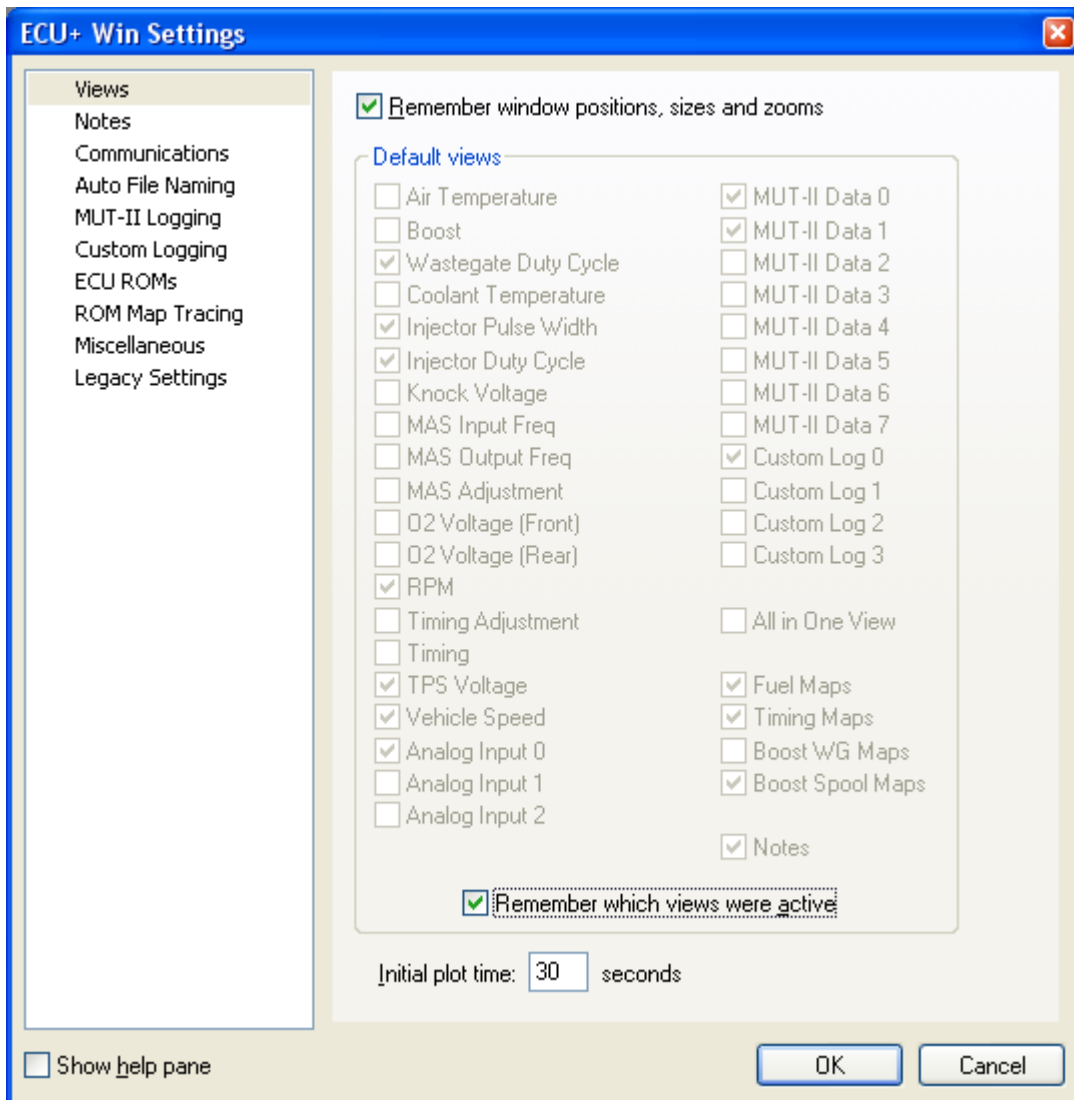 ECU+ Win Settings
Views
Notes
Communications
Auto File Naming
MUT-II Logging
Custom Logging
ECU ROMs
ROM Map Tracing
Miscellaneous
Legacy Settings
Remember window positions, sizes and zooms
Default views
Air Temperature
Boost
Wastegate Duty Cycle
Coolant Temperature
Injector Pulse Width
Injector Duty Cycle
Knock Voltage
MAS Input Freq
MAS Output Freq
MAS Adjustment
O2 Voltage (Front)
O2 Voltage (Rear)
RPM
Timing Adjustment
Timing
TPS Voltage
Vehicle Speed
Analog Input 0
Analog Input 1
Analog Input 2
MUT-II Data 0
MUT-II Data 1
MUT-II Data 2
MUT-II Data 3
MUT-II Data 4
MUT-II Data 5
MUT-II Data 6
MUT-II Data 7
Custom Log 0
Custom Log 1
Custom Log 2
Custom Log 3
All in One View
Fuel Maps
Timing Maps
Boost WG Maps
Boost Spool Maps
Notes
Remember which views were active
Initial plot time: 30 seconds
Show help pane
OK
Cancel